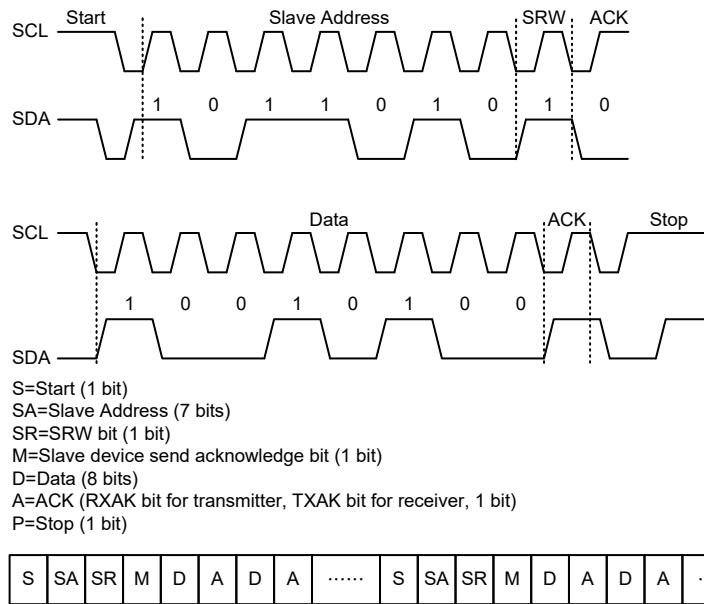 Start Slave Address SRW ACK
SCL
1 0 1 1 0 1 0 1 0
SDA
Data ACK Stop
SCL
1 0 0 1 0 1 0 0
SDA
S=Start (1 bit)
SA=Slave Address (7 bits)
SR=SRW bit (1 bit)
M=Slave device send acknowledge bit (1 bit)
D=Data (8 bits)
A=ACK (RXAK bit for transmitter, TXAK bit for receiver, 1 bit)
P=Stop (1 bit)
S SA SR M D A D A ······ S SA SR M D A D A ··